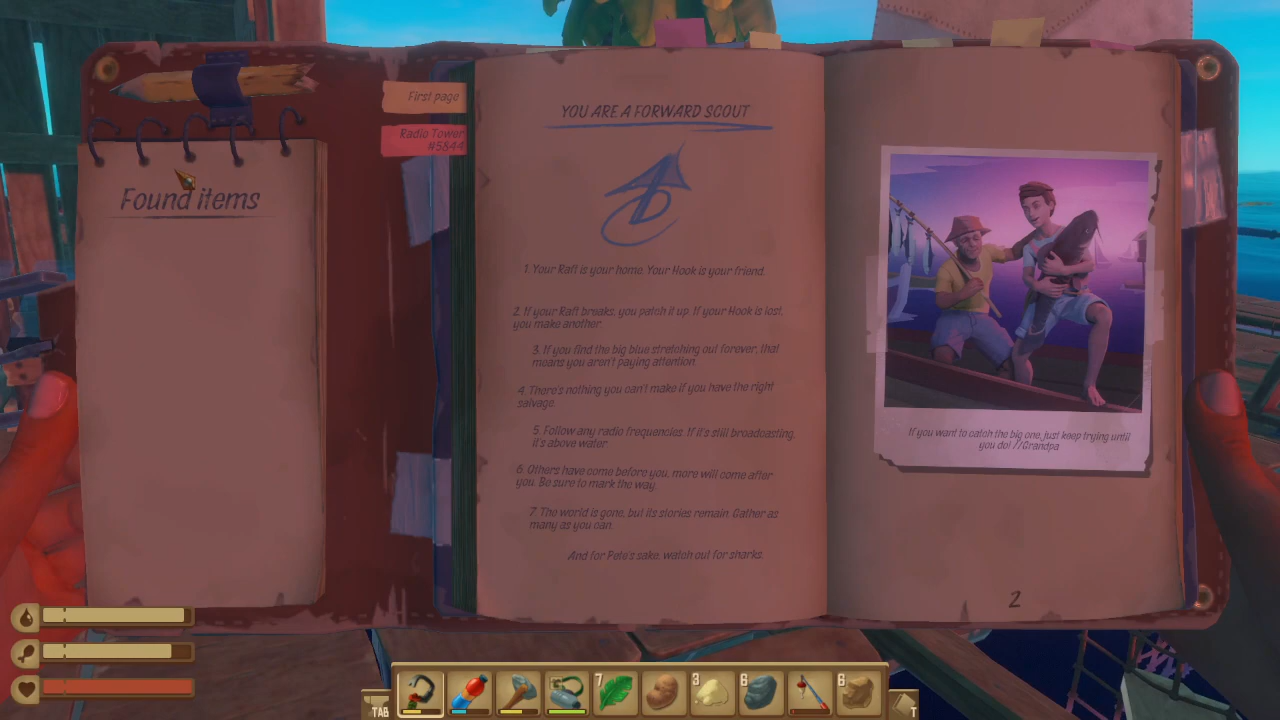 Found items
First page
Radio Tower
#5844
YOU ARE A FORWARD SCOUT
1. Your Raft is your home. Your Hook is your friend.
2. If your Raft breaks, you patch it up. If your Hook is lost,
you make another.
3. If you find the big blue stretching out forever, that
means you aren't paying attention.
4. There's nothing you can't make if you have the right
salvage.
5. Follow any radio frequencies. If it's still broadcasting,
it's above water.
6. Others have come before you, more will come after
you. Be sure to mark the way.
7. The world is gone, but its stories remain. Gather as
many as you can.
And for Pete's sake, watch out for sharks.
If you want to catch the big one, just keep trying until
you do! //Grandpa
2
TAB
7
3
6
6
T